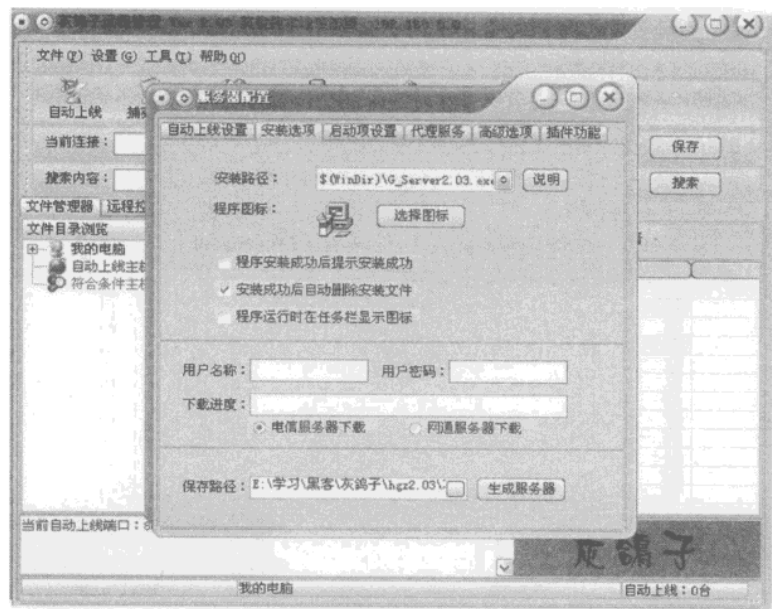 文件(F) 设置(G) 工具(T) 帮助(H)
自动上线
当前连接：
保存
搜索内容：
搜索
文件管理器
文件目录浏览
我的电脑
自动上线主机
符合条件主机
服务器配置
自动上线设置 安装选项 启动项设置 代理服务 高级选项 插件功能
安装路径： $(WinDir)\G_Server2.03.exe 说明
程序图标： 选择图标
程序安装成功后提示安装成功
安装成功后自动删除安装文件
程序运行时在任务栏显示图标
用户名称： 用户密码：
下载进度：
电信服务器下载 网通服务器下载
保存路径： E:\学习\黑客\灰鸽子\hgz2.03\ 生成服务器
当前自动上线端口：
灰鸽子
我的电脑
自动上线：0台